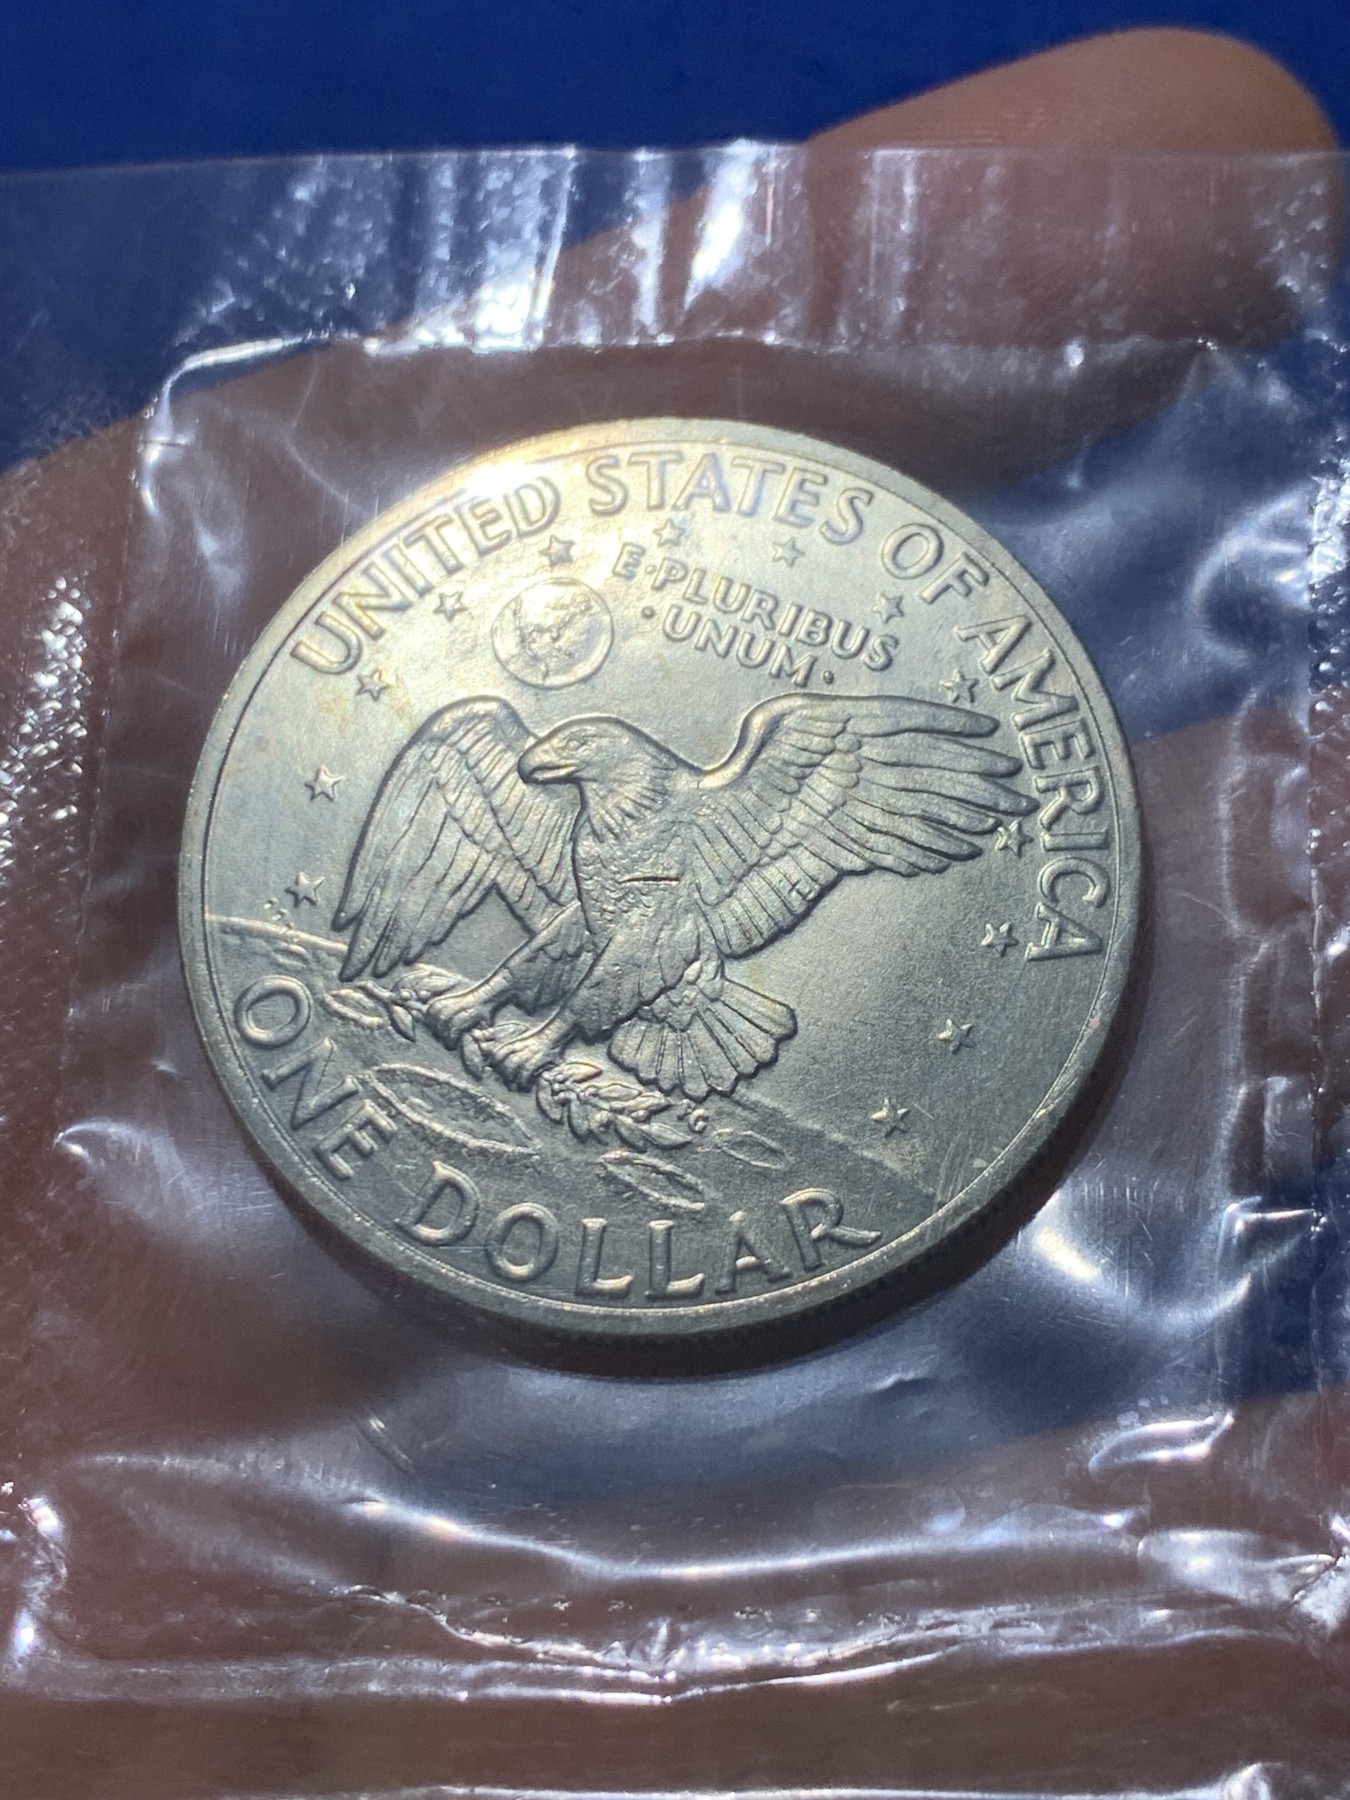 UNITED STATES OF AMERICA
E·PLURIBUS
·UNUM·
ONE DOLLAR